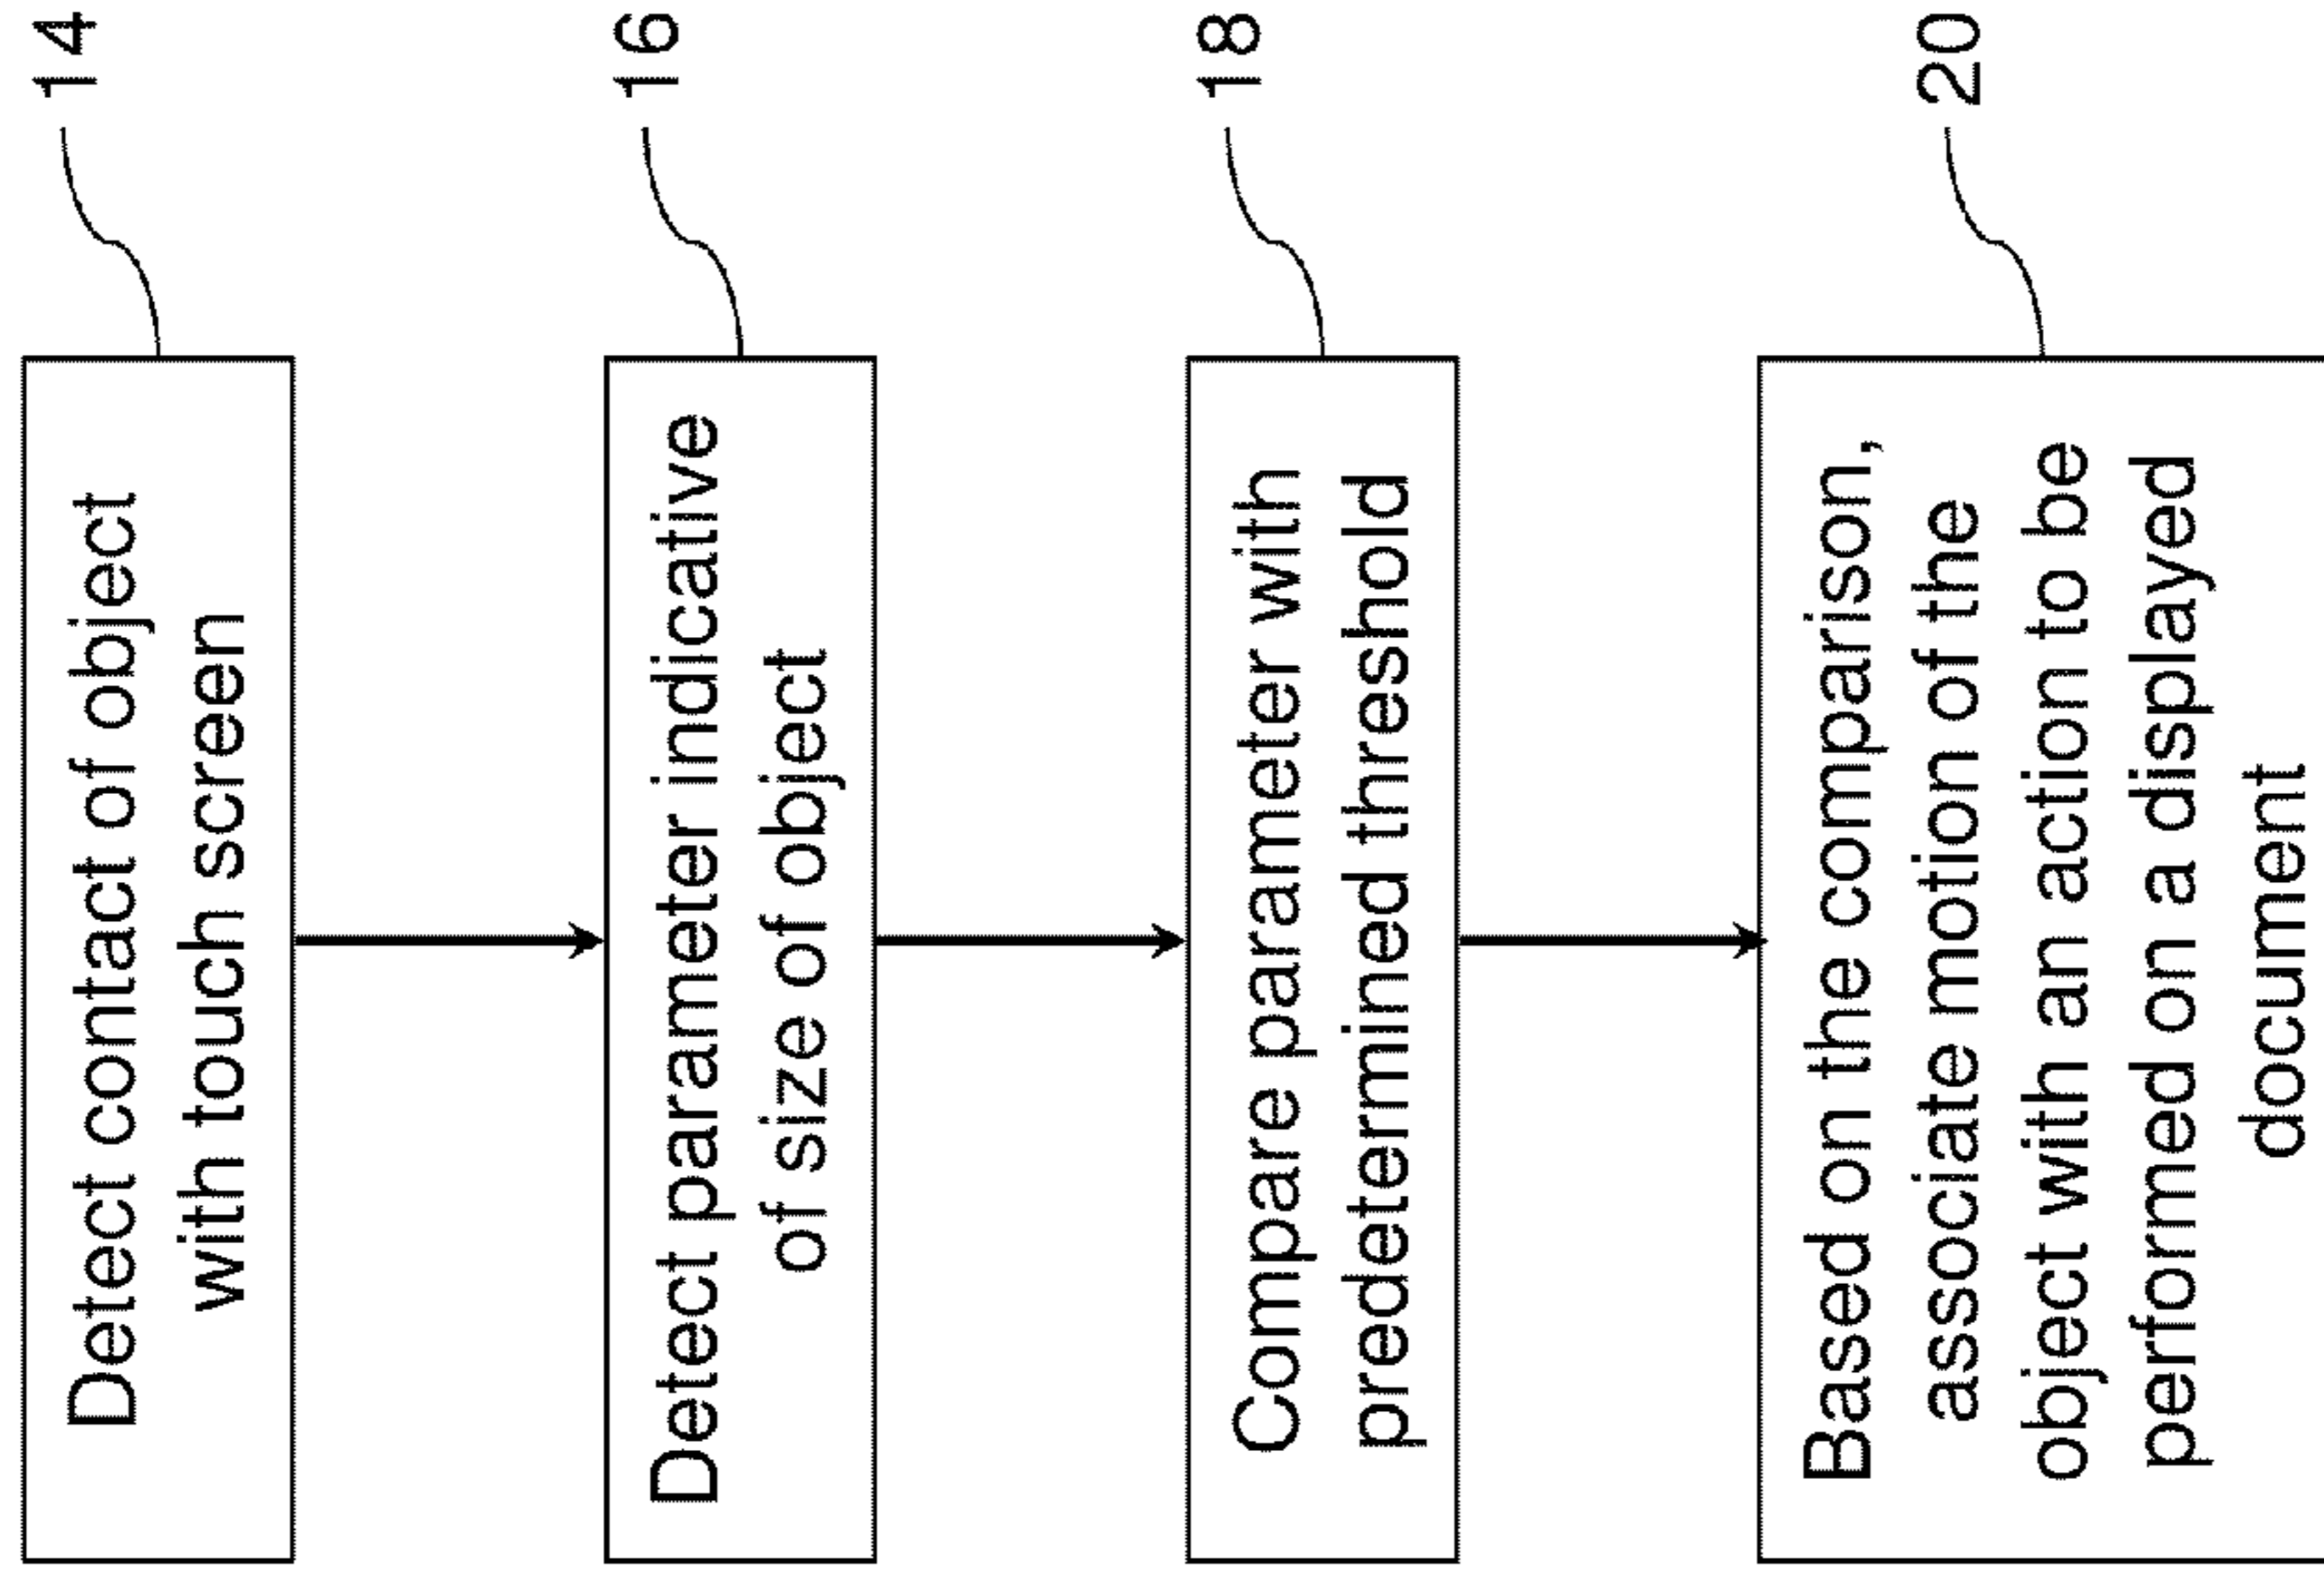 Detect contact of object
with touch screen
14
Detect parameter indicative
of size of object
16
Compare parameter with
predetermined threshold
18
Based on the comparison,
associate motion of the
object with an action to be
performed on a displayed
document
20